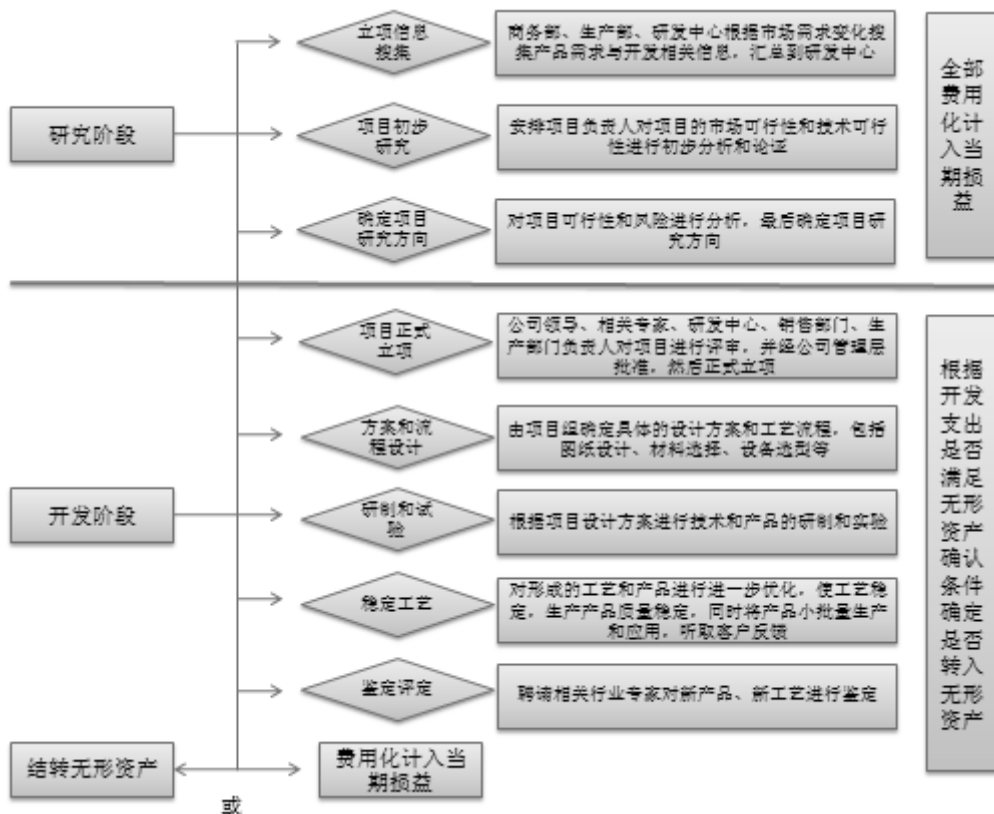 立项信息
搜集
商务部、生产部、研发中心根据市场需求变化搜
集产品需求与开发相关信息，汇总到研发中心
全部
费用
化计
入当
期损
益
研究阶段
项目初步
研究
安排项目负责人对项目的市场可行性和技术可行
性进行初步分析和论证
确定项目
研究方向
对项目可行性和风险进行分析，最后确定项目研
究方向
项目正式
立项
公司领导、相关专家、研发中心、销售部门、生
产部门负责人对项目进行评审，并经公司管理层
批准，然后正式立项
根据
开发
支出
是否
满足
无形
资产
确认
条件
确定
是否
转入
无形
资产
方案和流
程设计
由项目组确定具体的设计方案和工艺流程，包括
图纸设计、材料选择、设备选型等
开发阶段
研制和试
验
根据项目设计方案进行技术和产品的研制和实验
稳定工艺
对形成的工艺和产品进行进一步优化，使工艺稳
定，生产产品质量稳定，同时将产品小批量生产
和应用，听取客户反馈
鉴定评定
聘请相关行业专家对新产品、新工艺进行鉴定
结转无形资产
费用化计入当
期损益
或